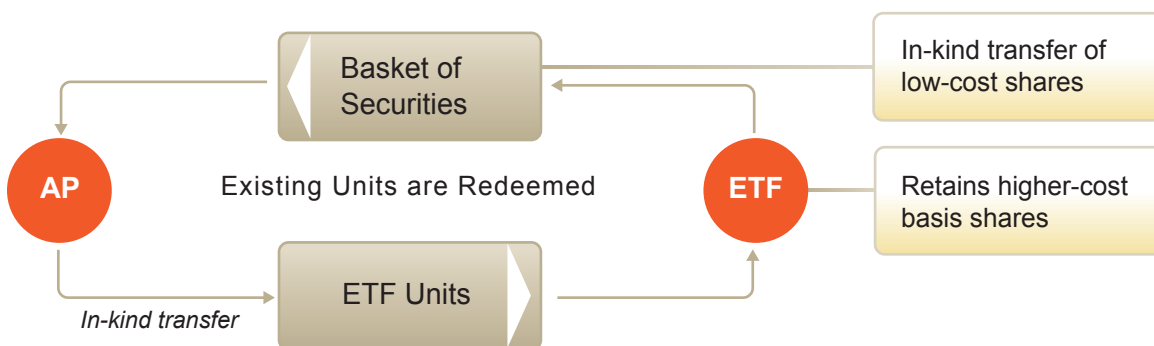 Basket of
Securities
In-kind transfer of
low-cost shares
AP
Existing Units are Redeemed
ETF
Retains higher-cost
basis shares
ETF Units
In-kind transfer